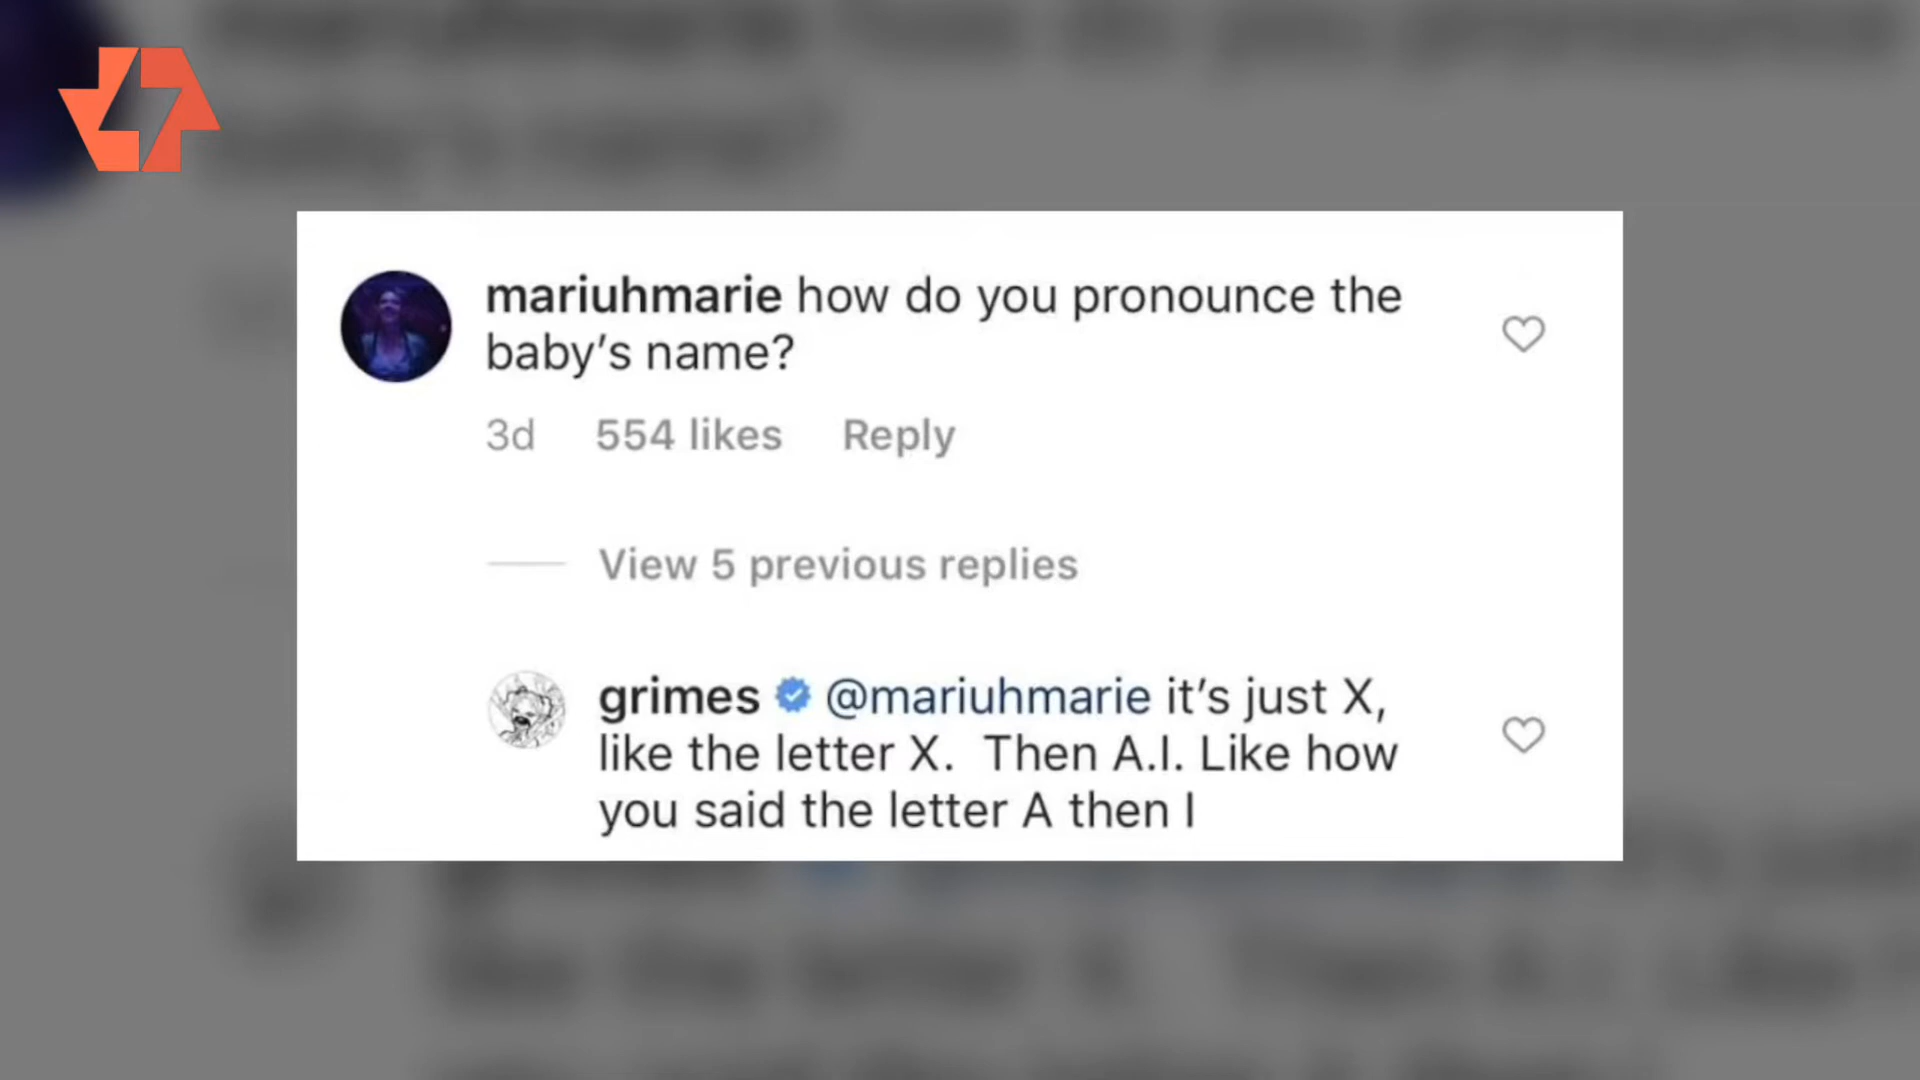 mariuhmarie how do you pronounce the
baby’s name?
3d 554 likes Reply
View 5 previous replies
grimes @mariuhmarie it’s just X,
like the letter X.  Then A.I. Like how
you said the letter A then I